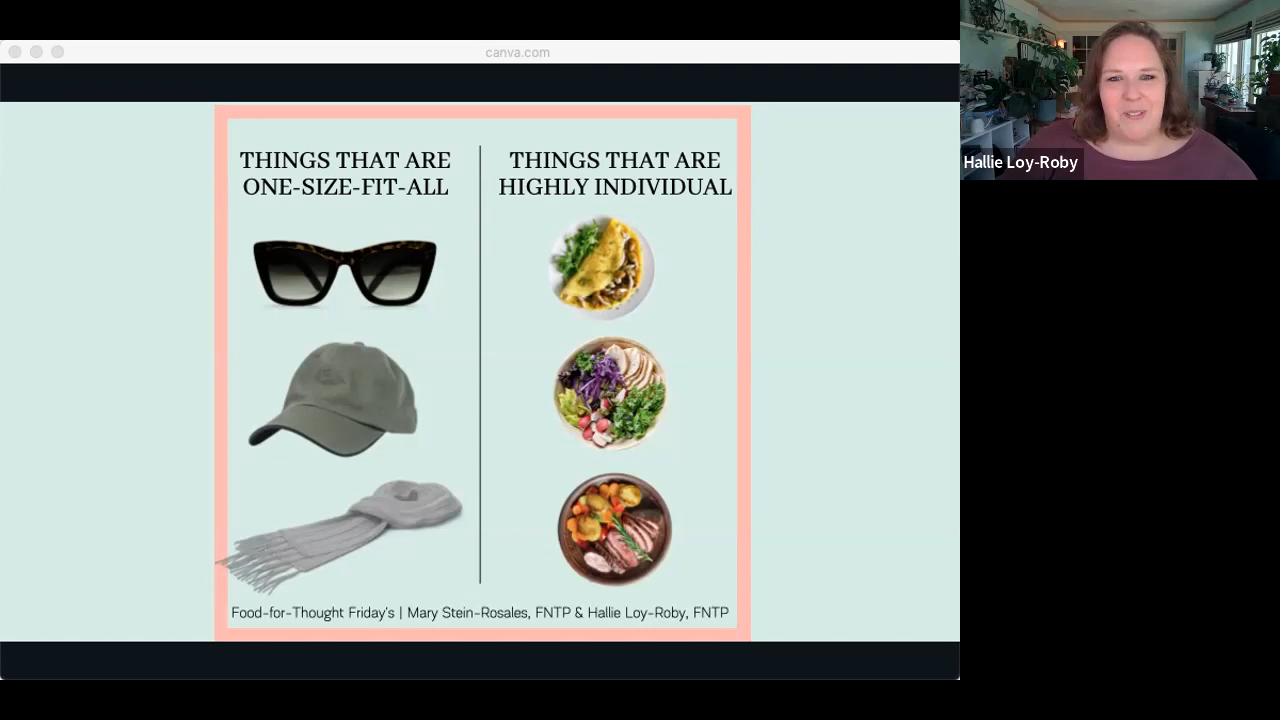 canva.com
THINGS THAT ARE
ONE-SIZE-FIT-ALL
THINGS THAT ARE
HIGHLY INDIVIDUAL
Food-for-Thought Friday's | Mary Stein-Rosales, FNTP & Hallie Loy-Roby, FNTP
Hallie Loy-Roby